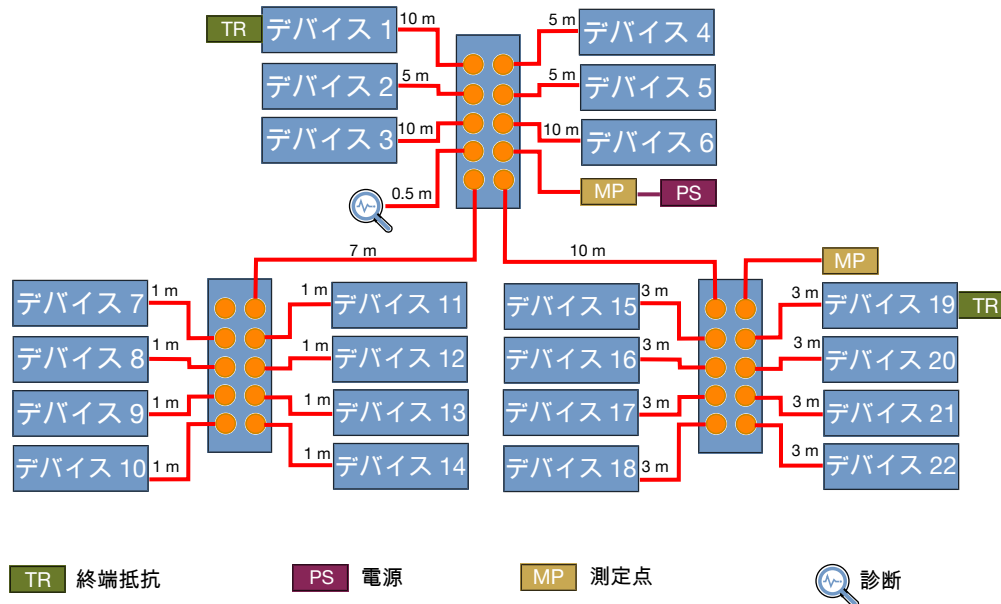 TR デバイス 1 10 m 5 m デバイス 4
デバイス 2 5 m 5 m デバイス 5
デバイス 3 10 m 10 m デバイス 6
0.5 m MP PS
7 m 10 m
MP
デバイス 7 1 m 1 m デバイス 11 デバイス 15 3 m 3 m デバイス 19 TR
デバイス 8 1 m 1 m デバイス 12 デバイス 16 3 m 3 m デバイス 20
デバイス 9 1 m 1 m デバイス 13 デバイス 17 3 m 3 m デバイス 21
デバイス 10 1 m 1 m デバイス 14 デバイス 18 3 m 3 m デバイス 22
TR 終端抵抗 PS 電源 MP 測定点 診断